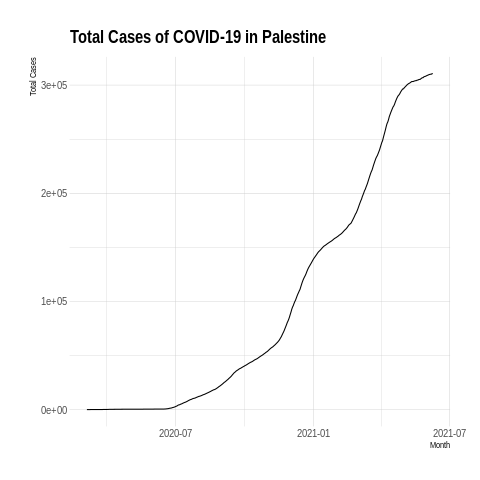 Total Cases of COVID-19 in Palestine
Total Cases
3e+05
2e+05
1e+05
0e+00
2020-07
2021-01
2021-07
Month